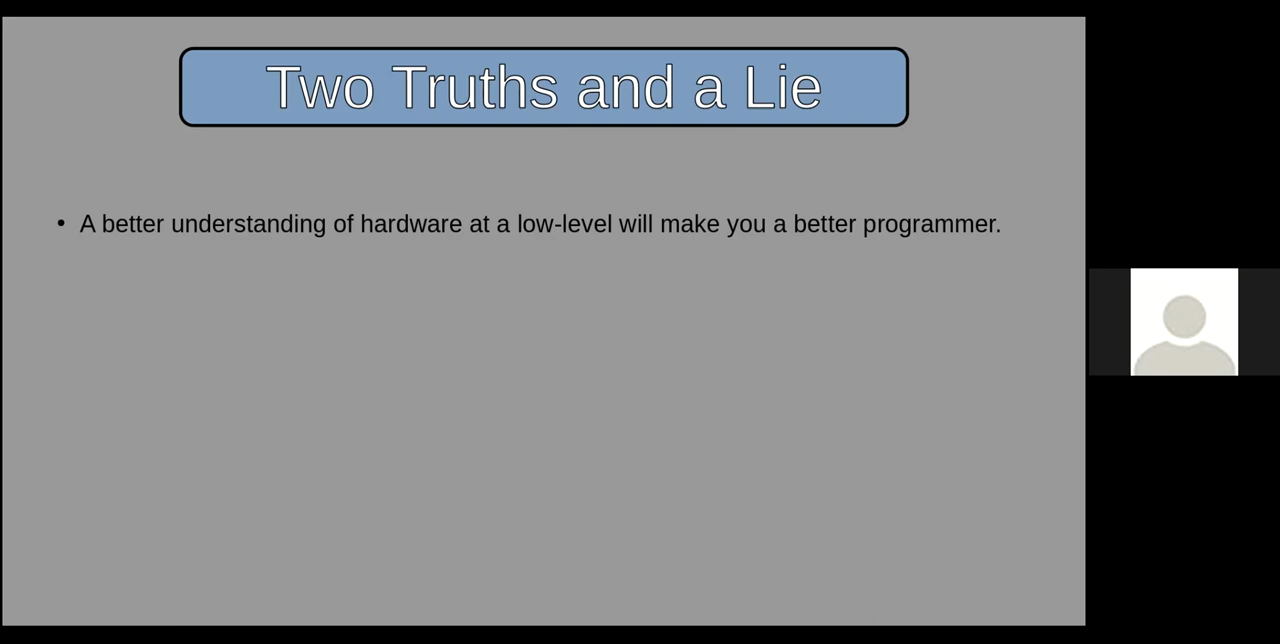 Two Truths and a Lie
• A better understanding of hardware at a low-level will make you a better programmer.